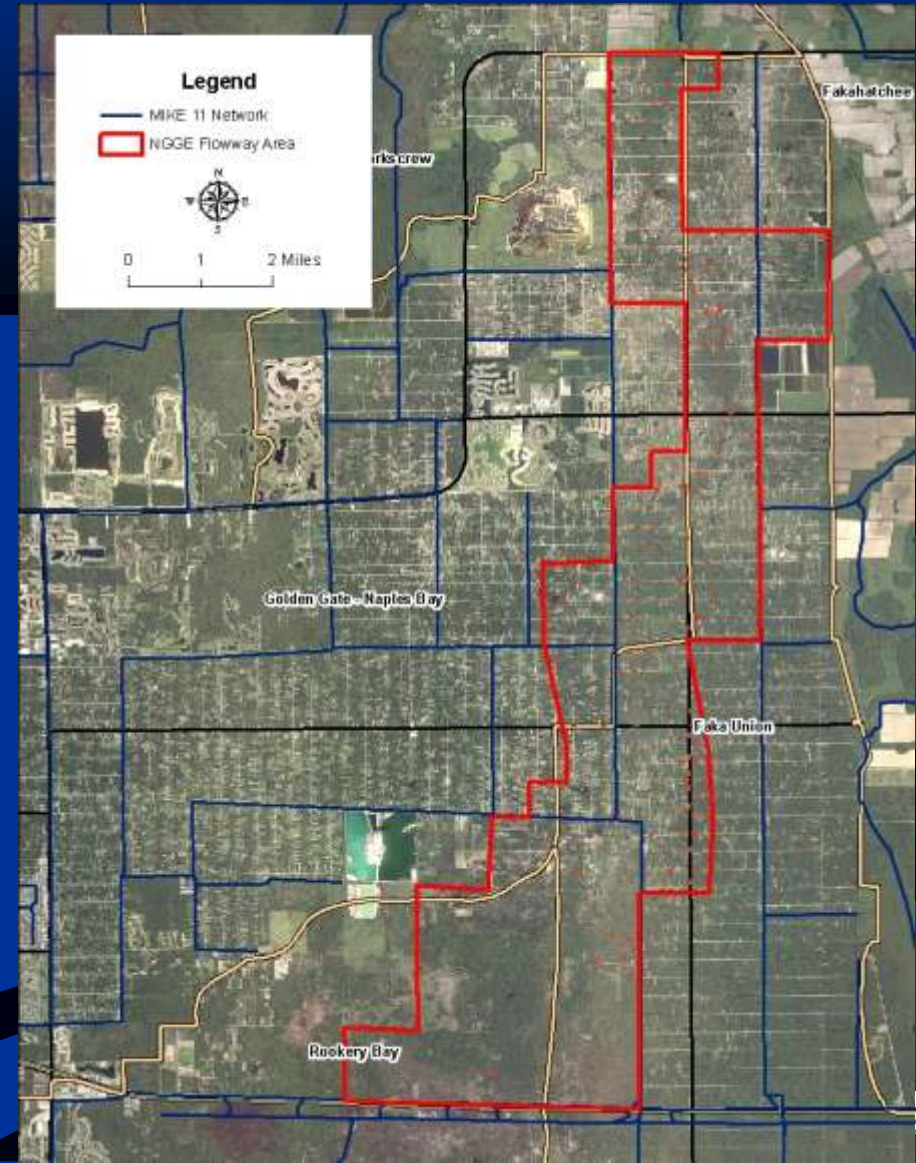 Legend
MIKE 11 Network
NGGE Flowway Area
N
W E
S
0 1 2 Miles
rkscrew
Fakahatchee
Golden Gate - Naples Bay
Faka Union
Rookery Bay